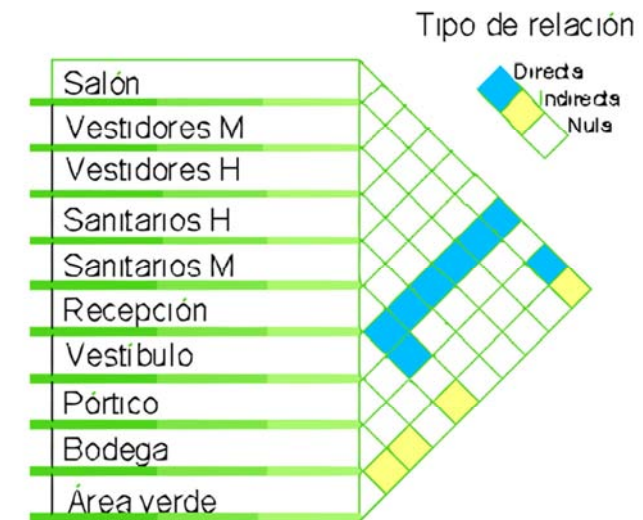 Tipo de relación
Directa
Indirecta
Nula
Salón
Vestidores M
Vestidores H
Sanitarios H
Sanitarios M
Recepción
Vestíbulo
Pórtico
Bodega
Área verde